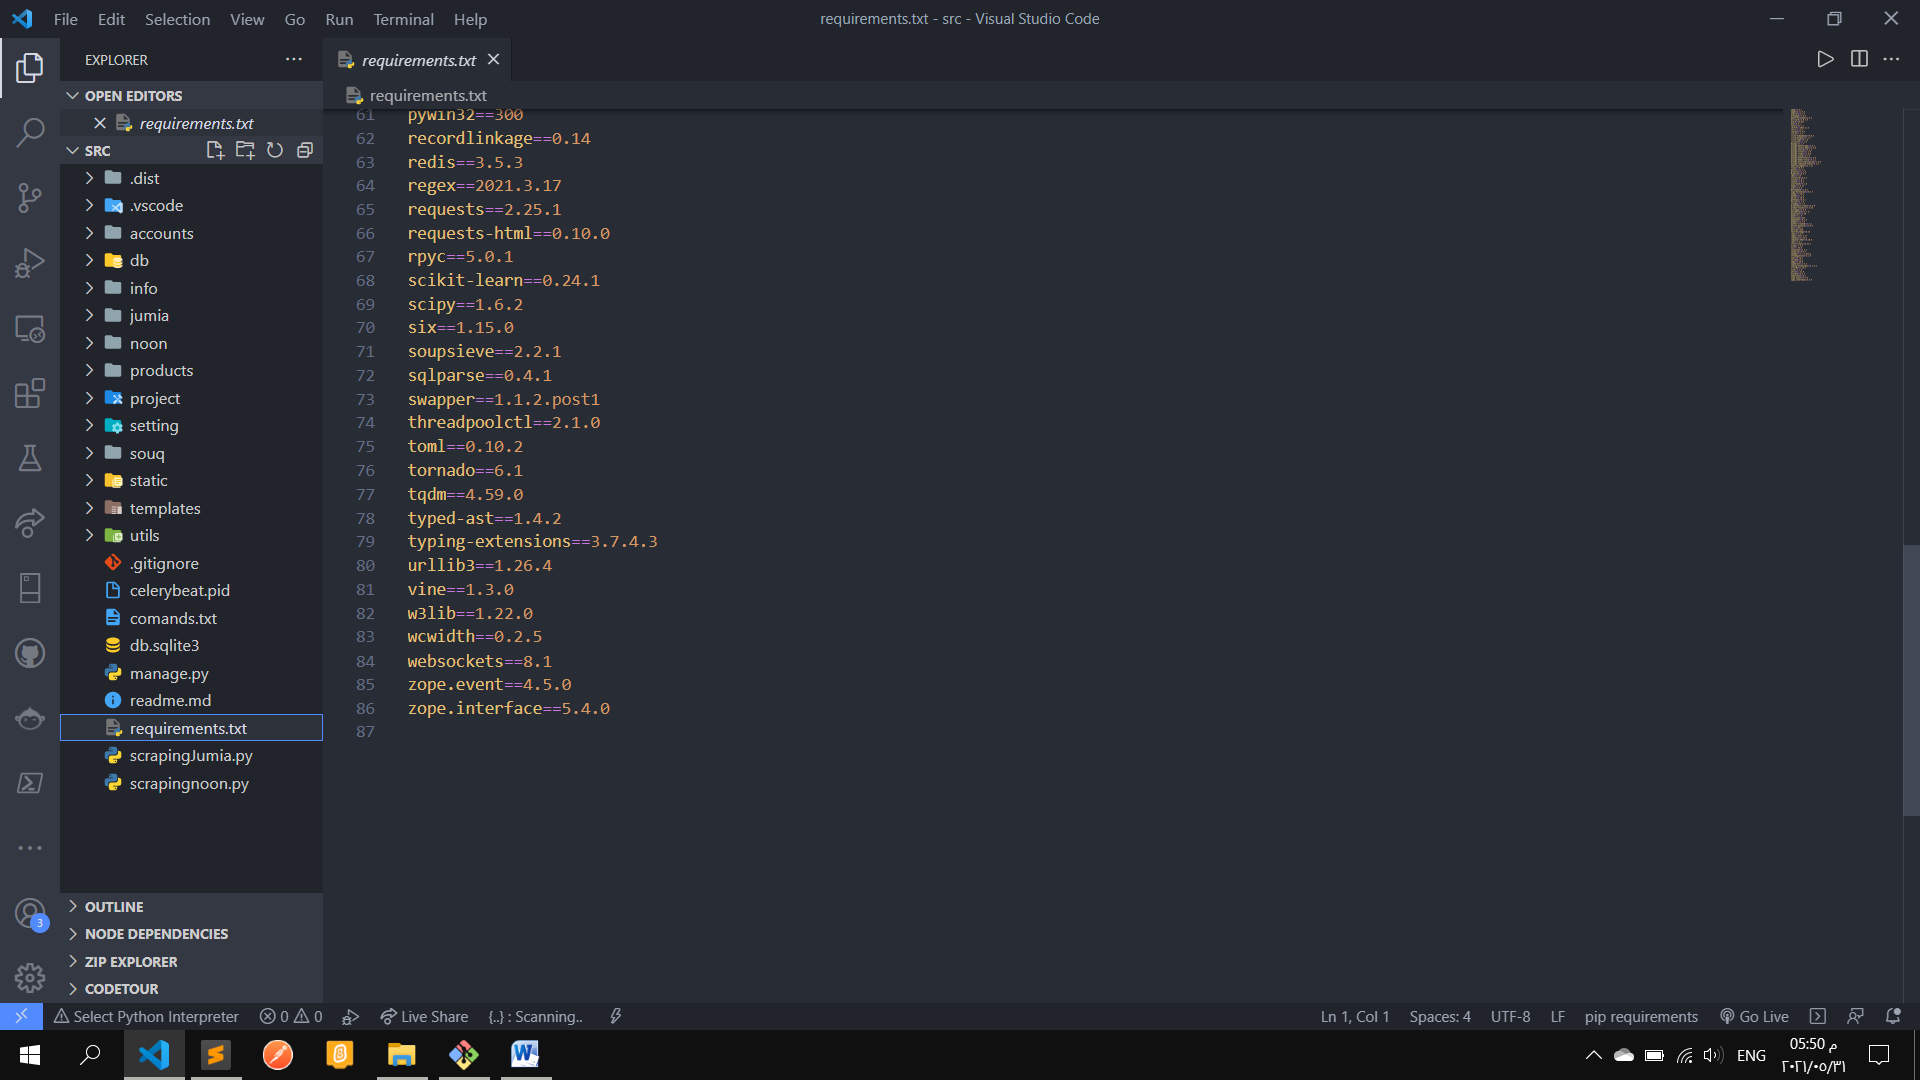 File Edit Selection View Go Run Terminal Help
requirements.txt - src - Visual Studio Code
EXPLORER
OPEN EDITORS
requirements.txt
SRC
.dist
.vscode
accounts
db
info
jumia
noon
products
project
setting
souq
static
templates
utils
.gitignore
celerybeat.pid
comands.txt
db.sqlite3
manage.py
readme.md
requirements.txt
scrapingJumia.py
scrapingnoon.py
OUTLINE
NODE DEPENDENCIES
ZIP EXPLORER
CODETOUR
3
requirements.txt
requirements.txt
61 pywin32==300
62 recordlinkage==0.14
63 redis==3.5.3
64 regex==2021.3.17
65 requests==2.25.1
66 requests-html==0.10.0
67 rpyc==5.0.1
68 scikit-learn==0.24.1
69 scipy==1.6.2
70 six==1.15.0
71 soupsieve==2.2.1
72 sqlparse==0.4.1
73 swapper==1.1.2.post1
74 threadpoolctl==2.1.0
75 toml==0.10.2
76 tornado==6.1
77 tqdm==4.59.0
78 typed-ast==1.4.2
79 typing-extensions==3.7.4.3
80 urllib3==1.26.4
81 vine==1.3.0
82 w3lib==1.22.0
83 wcwidth==0.2.5
84 websockets==8.1
85 zope.event==4.5.0
86 zope.interface==5.4.0
87
Select Python Interpreter 0 0 Live Share {..} : Scanning.. Ln 1, Col 1 Spaces: 4 UTF-8 LF pip requirements Go Live
ENG
05:50 م
٢٠٢١/٠٥/٣١